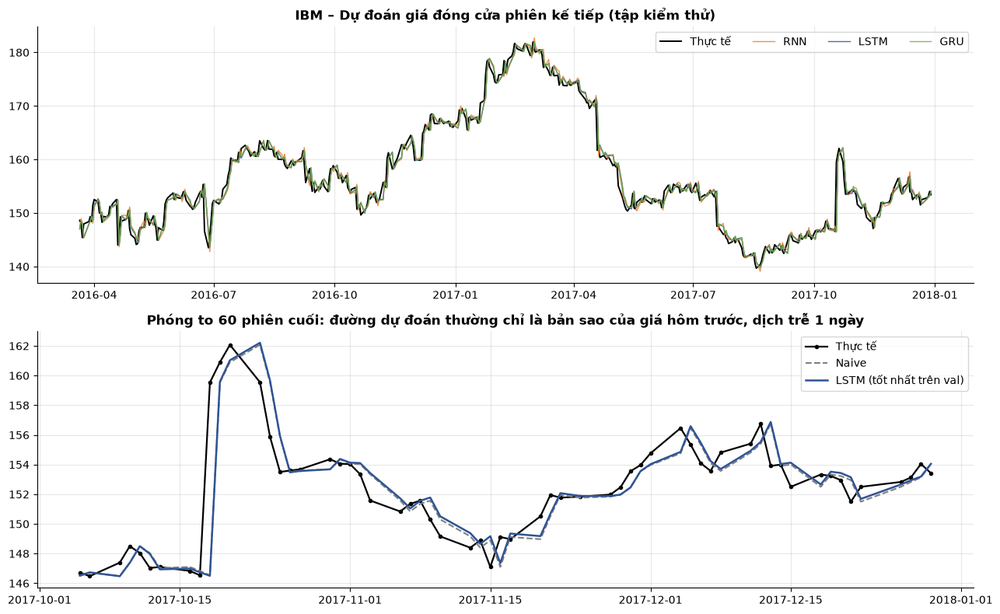 IBM – Dự đoán giá đóng cửa phiên kế tiếp (tập kiểm thử)
Thực tế RNN LSTM GRU
180
170
160
150
140
2016-04 2016-07 2016-10 2017-01 2017-04 2017-07 2017-10 2018-01
Phóng to 60 phiên cuối: đường dự đoán thường chỉ là bản sao của giá hôm trước, dịch trễ 1 ngày
Thực tế
Naive
LSTM (tốt nhất trên val)
162
160
158
156
154
152
150
148
146
2017-10-01 2017-10-15 2017-11-01 2017-11-15 2017-12-01 2017-12-15 2018-01-01